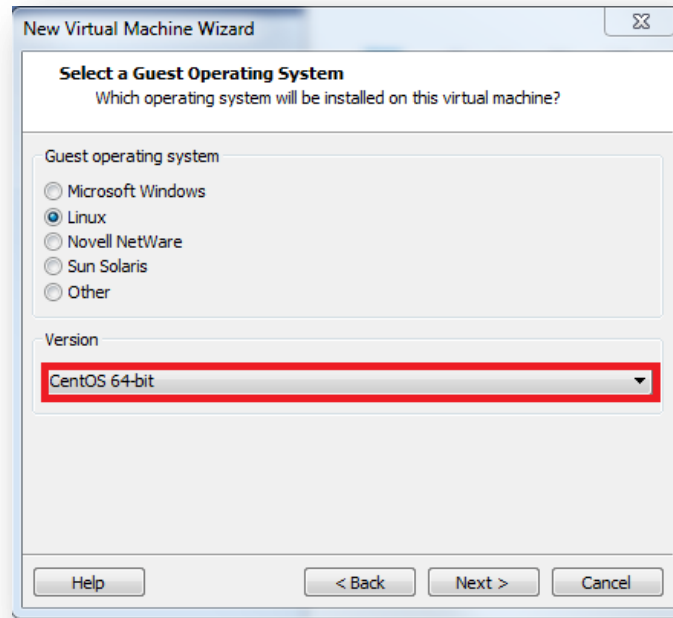 New Virtual Machine Wizard
Select a Guest Operating System
Which operating system will be installed on this virtual machine?
Guest operating system
Microsoft Windows
Linux
Novell NetWare
Sun Solaris
Other
Version
CentOS 64-bit
Help
< Back
Next >
Cancel